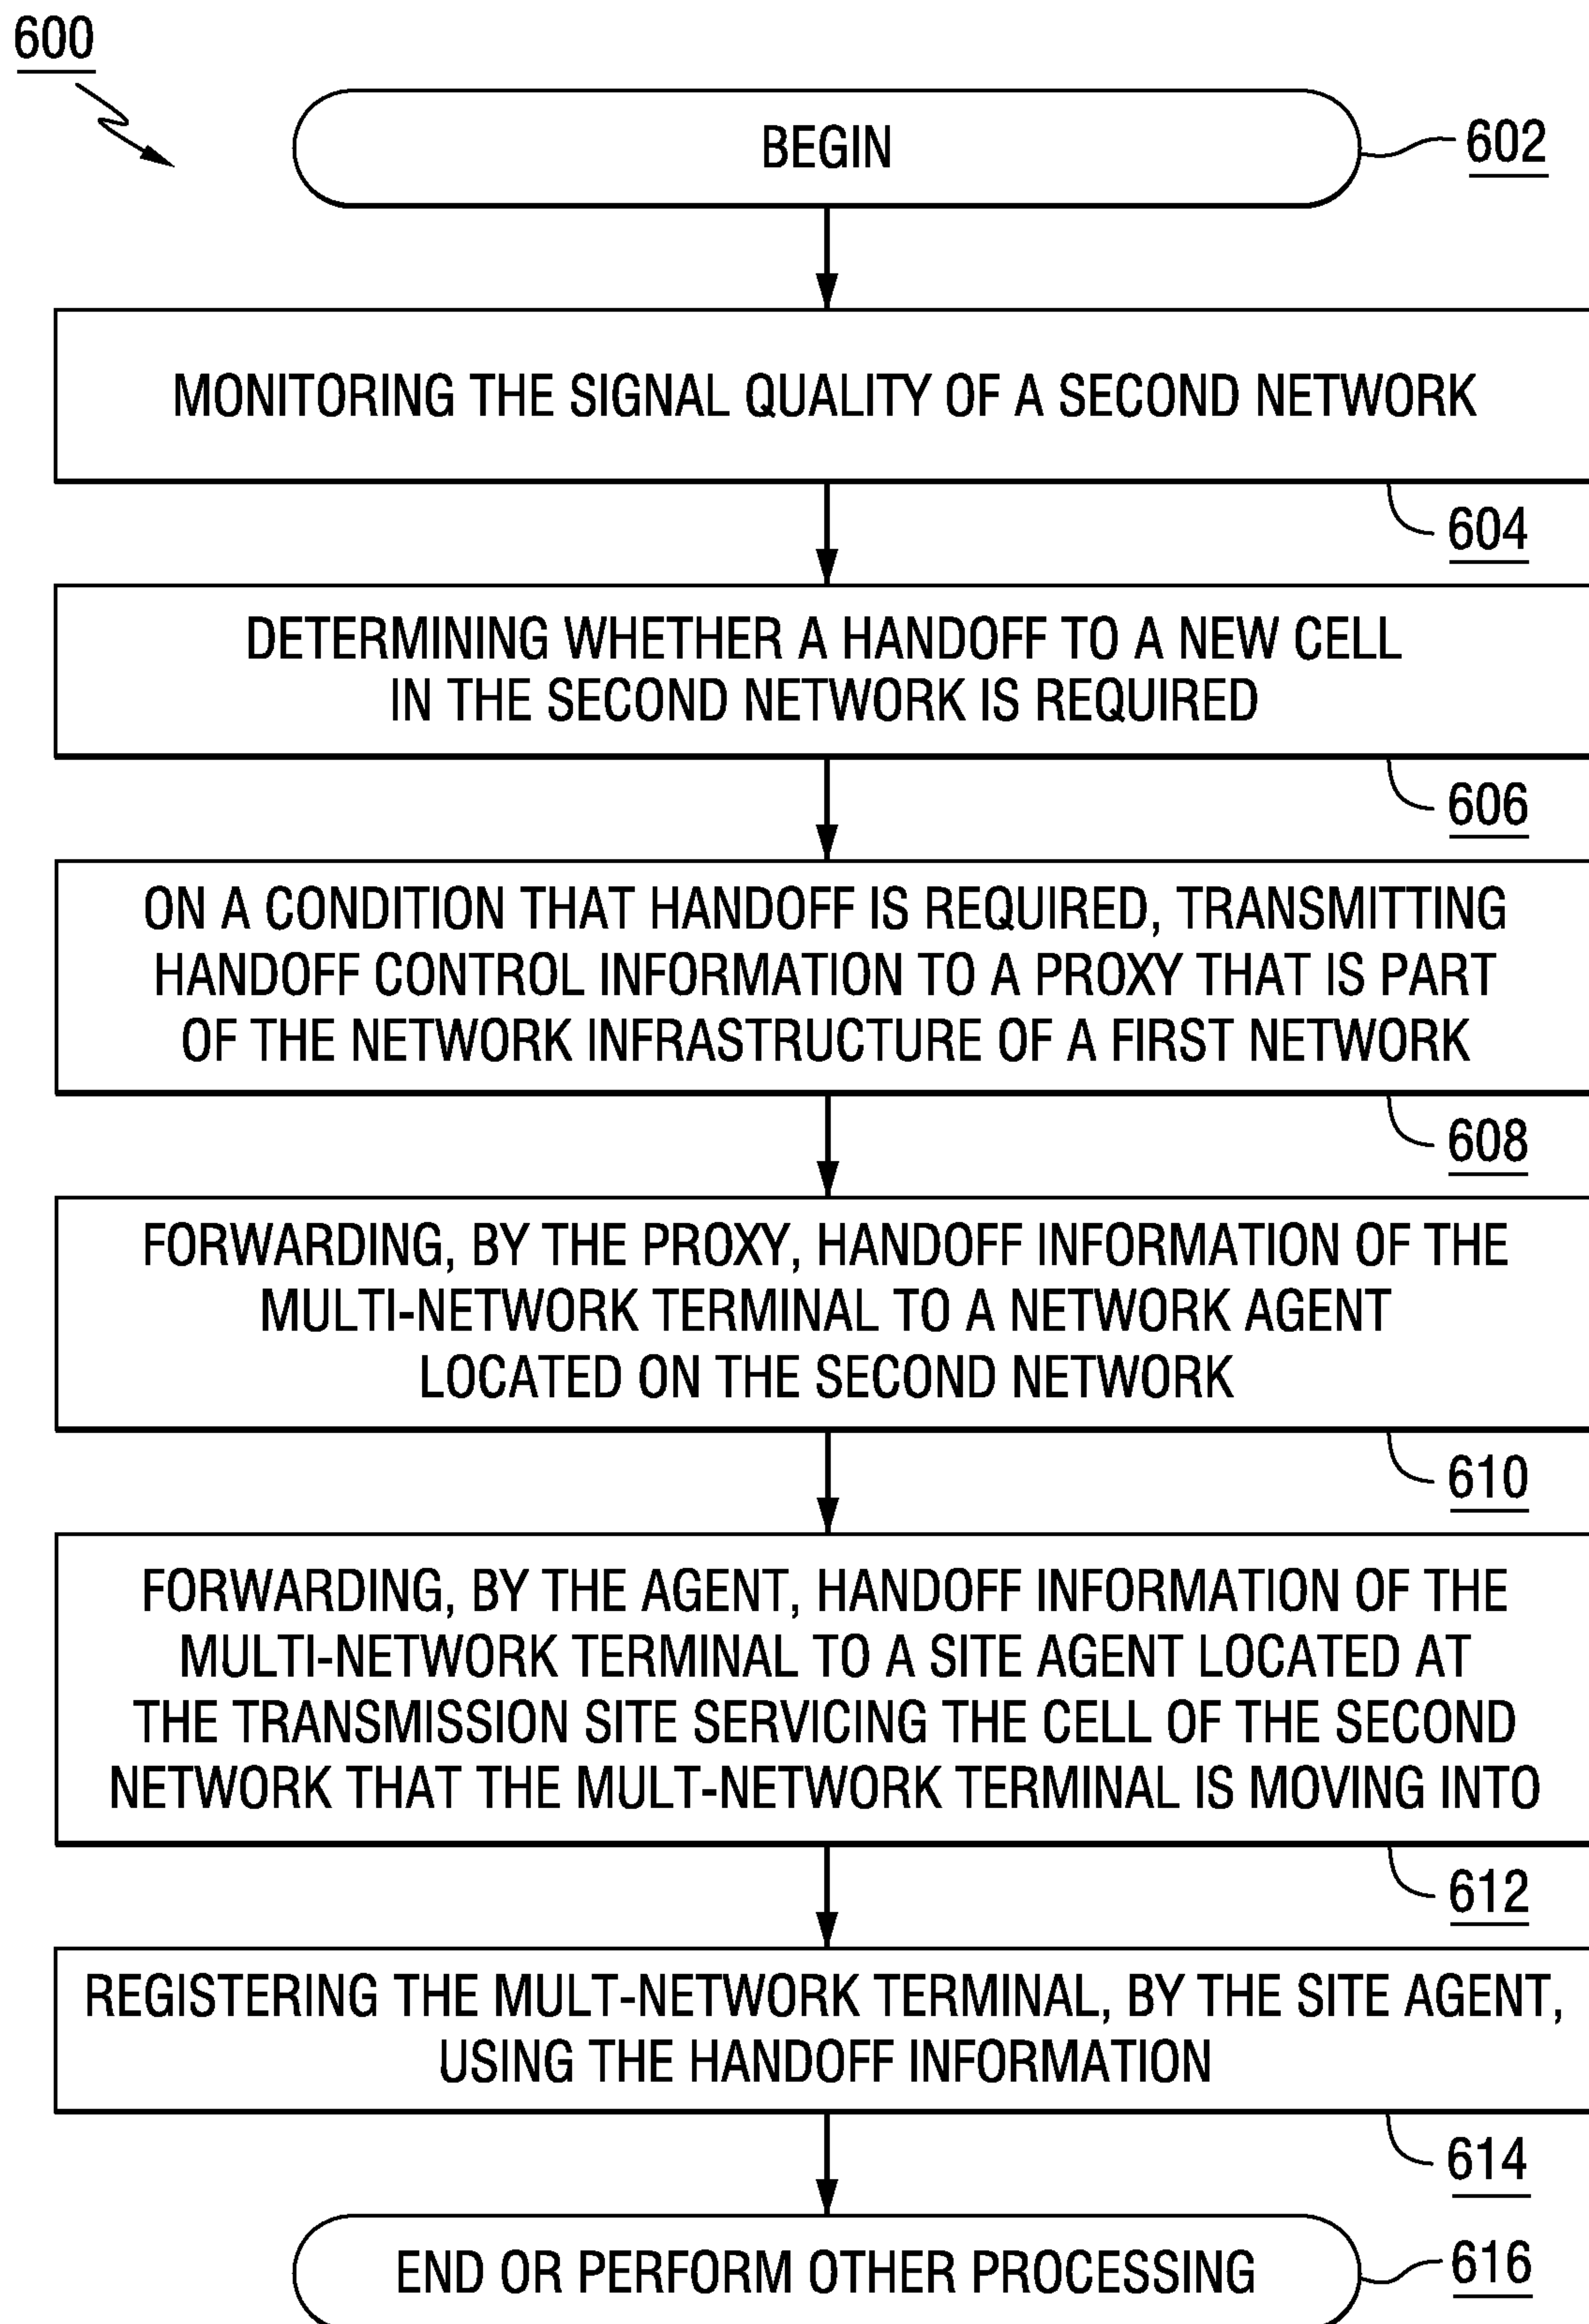 600
BEGIN
602
MONITORING THE SIGNAL QUALITY OF A SECOND NETWORK
604
DETERMINING WHETHER A HANDOFF TO A NEW CELL
IN THE SECOND NETWORK IS REQUIRED
606
ON A CONDITION THAT HANDOFF IS REQUIRED, TRANSMITTING
HANDOFF CONTROL INFORMATION TO A PROXY THAT IS PART
OF THE NETWORK INFRASTRUCTURE OF A FIRST NETWORK
608
FORWARDING, BY THE PROXY, HANDOFF INFORMATION OF THE
MULTI-NETWORK TERMINAL TO A NETWORK AGENT
LOCATED ON THE SECOND NETWORK
610
FORWARDING, BY THE AGENT, HANDOFF INFORMATION OF THE
MULTI-NETWORK TERMINAL TO A SITE AGENT LOCATED AT
THE TRANSMISSION SITE SERVICING THE CELL OF THE SECOND
NETWORK THAT THE MULT-NETWORK TERMINAL IS MOVING INTO
612
REGISTERING THE MULT-NETWORK TERMINAL, BY THE SITE AGENT,
USING THE HANDOFF INFORMATION
614
END OR PERFORM OTHER PROCESSING
616